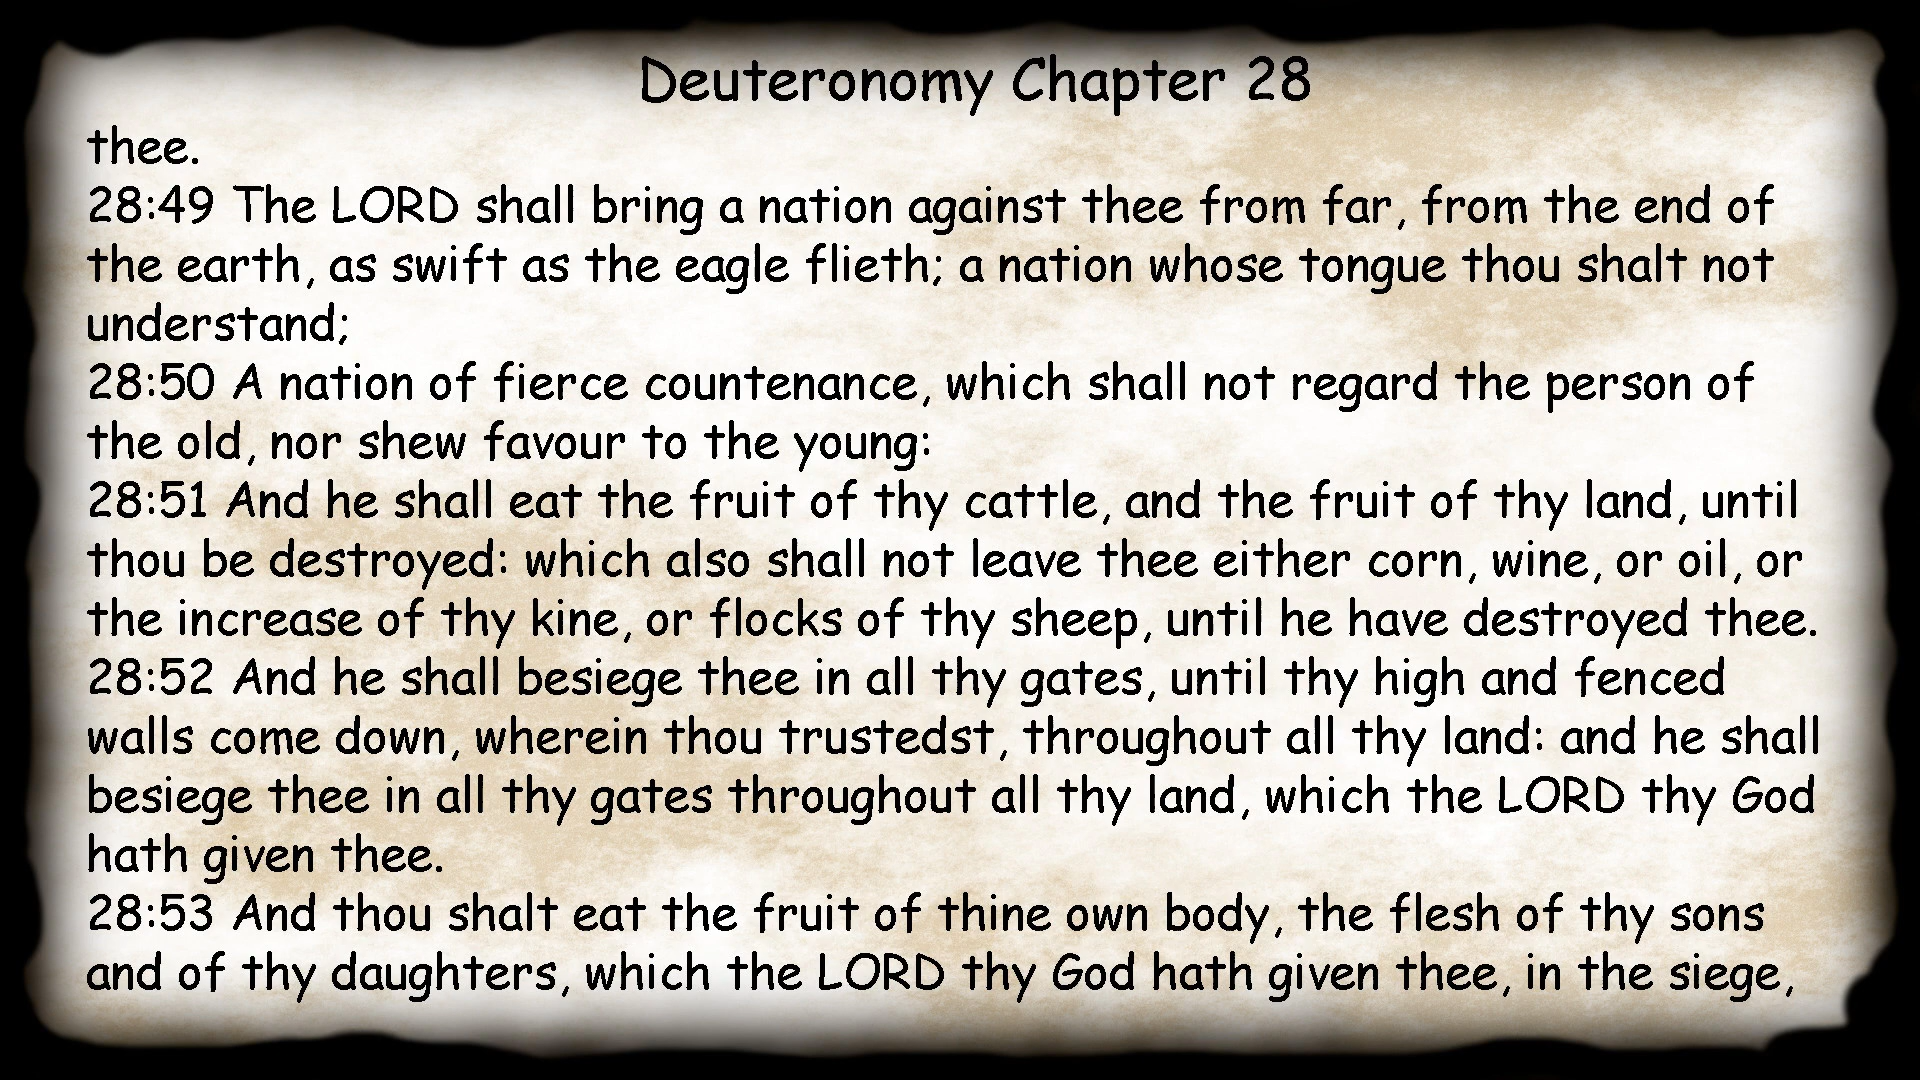 Deuteronomy Chapter 28
thee.
28:49 The LORD shall bring a nation against thee from far, from the end of
the earth, as swift as the eagle flieth; a nation whose tongue thou shalt not
understand;
28:50 A nation of fierce countenance, which shall not regard the person of
the old, nor shew favour to the young:
28:51 And he shall eat the fruit of thy cattle, and the fruit of thy land, until
thou be destroyed: which also shall not leave thee either corn, wine, or oil, or
the increase of thy kine, or flocks of thy sheep, until he have destroyed thee.
28:52 And he shall besiege thee in all thy gates, until thy high and fenced
walls come down, wherein thou trustedst, throughout all thy land: and he shall
besiege thee in all thy gates throughout all thy land, which the LORD thy God
hath given thee.
28:53 And thou shalt eat the fruit of thine own body, the flesh of thy sons
and of thy daughters, which the LORD thy God hath given thee, in the siege,